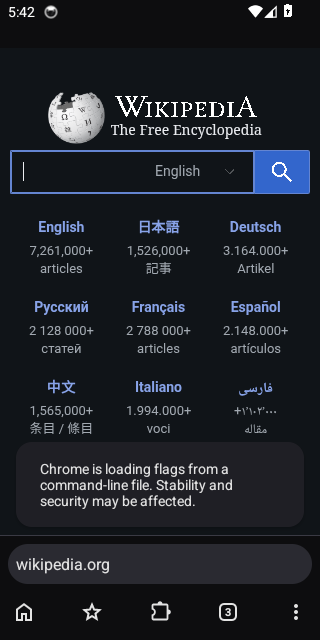 5:42
WIKIPEDIA
The Free Encyclopedia
English
English 日本語 Deutsch
7,261,000+ 1,526,000+ 3.164.000+
articles 記事 Artikel
Русский Français Español
2 128 000+ 2 788 000+ 2.148.000+
статей articles artículos
中文 Italiano فارسی
1,565,000+ 1.994.000+ ۱٬۱۰۲٬۰۰۰+
条目 / 條目 voci مقاله
Chrome is loading flags from a
command-line file. Stability and
security may be affected.
wikipedia.org
3